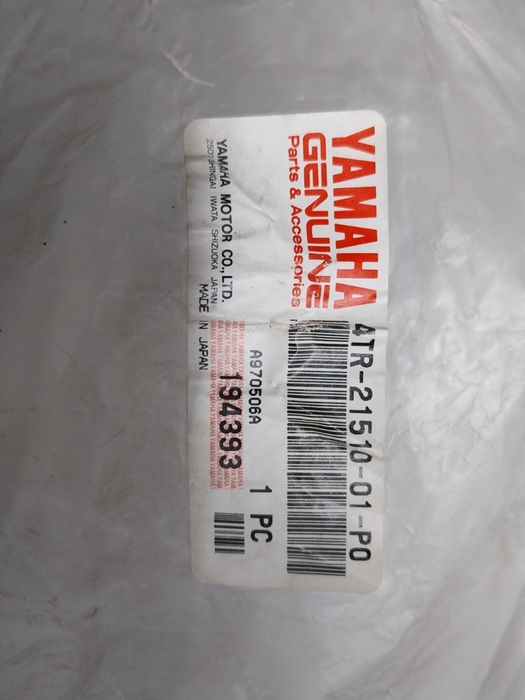 YAMAHA
GENUINE
Parts & Accessories
4TR-21510-01-P0
1 PC
A970506A
194393
YAMAHA MOTOR CO.,LTD.
2500 SHINGAI IWATA SHIZUOKA JAPAN
MADE IN JAPAN